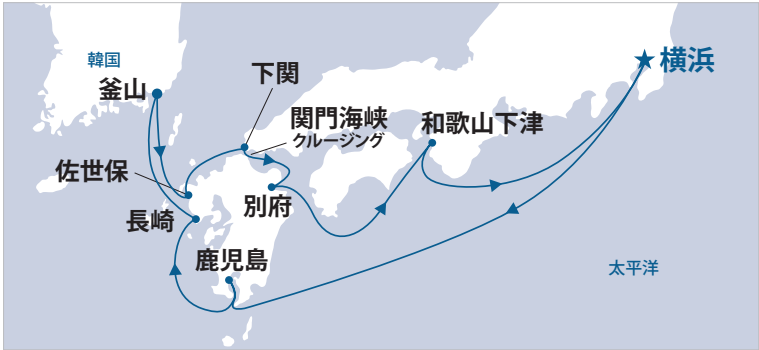 韓国
釜山
下関
関門海峡
クルージング
和歌山下津
横浜
佐世保
長崎
別府
鹿児島
太平洋